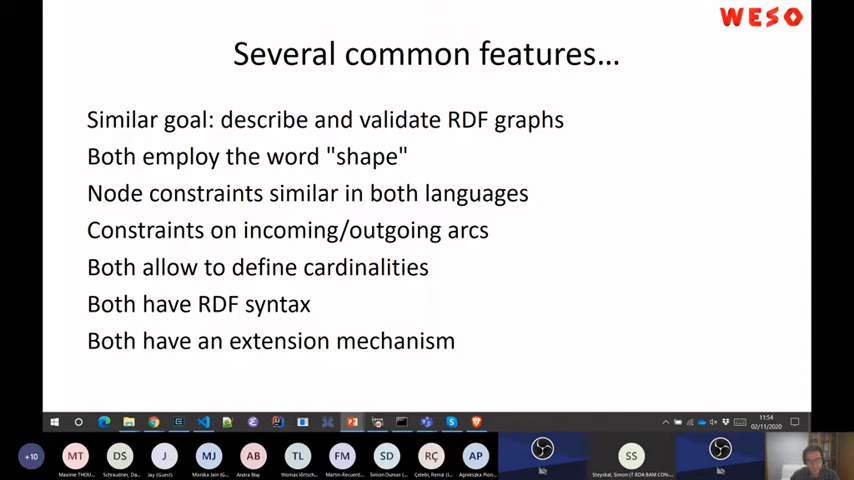 WESO
Several common features...
Similar goal: describe and validate RDF graphs
Both employ the word "shape"
Node constraints similar in both languages
Constraints on incoming/outgoing arcs
Both allow to define cardinalities
Both have RDF syntax
Both have an extension mechanism
11:54
02/11/2020
+10
MT
DS
J
MJ
AB
TL
FM
SD
RÇ
AP
SS
Maxime THOU...
Schraudner, Da...
Jay (Guest)
Monika Jain (G...
Andra Blaj
thomas lörtsch...
Martin-Recuerd...
Simon Dumas (...
Çelebi, Remzi (...
Agnieszka Pion...
Steyskal, Simon (T RDA BAM CON-...